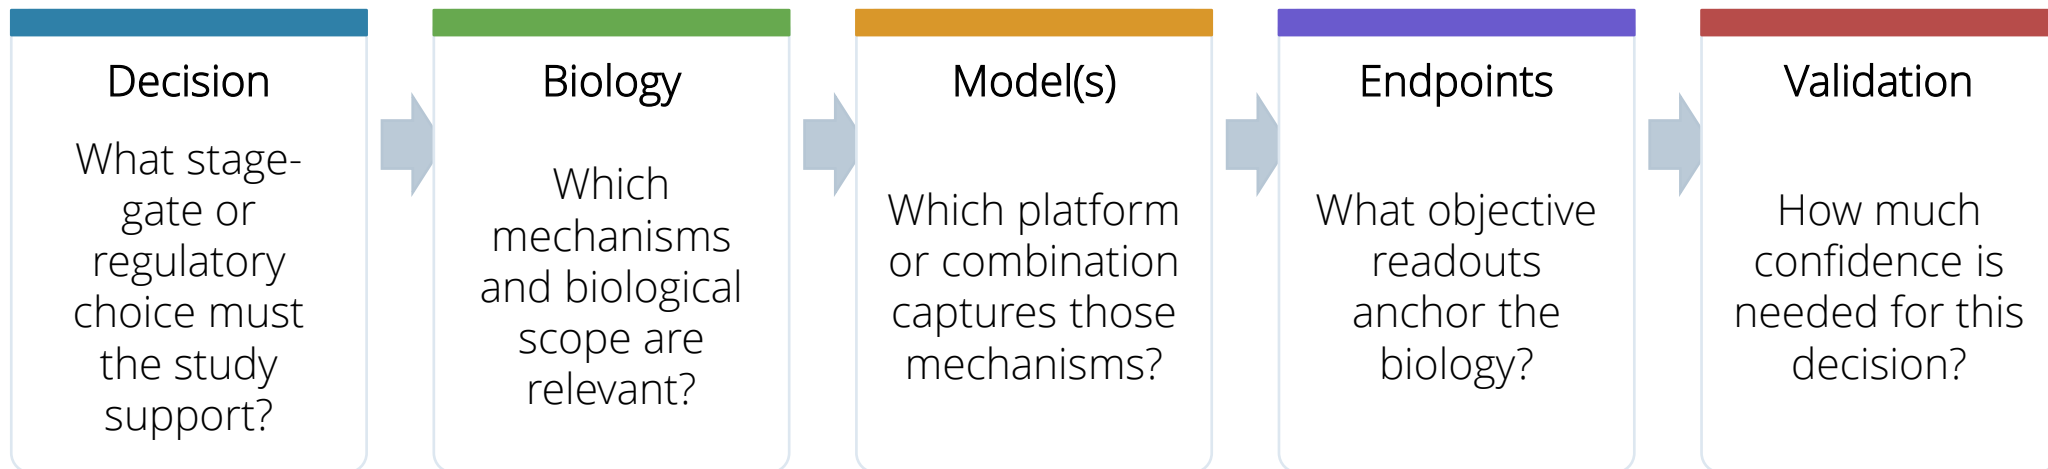 Decision
What stage-
gate or
regulatory
choice must
the study
support?
Biology
Which
mechanisms
and biological
scope are
relevant?
Model(s)
Which platform
or combination
captures those
mechanisms?
Endpoints
What objective
readouts
anchor the
biology?
Validation
How much
confidence is
needed for this
decision?